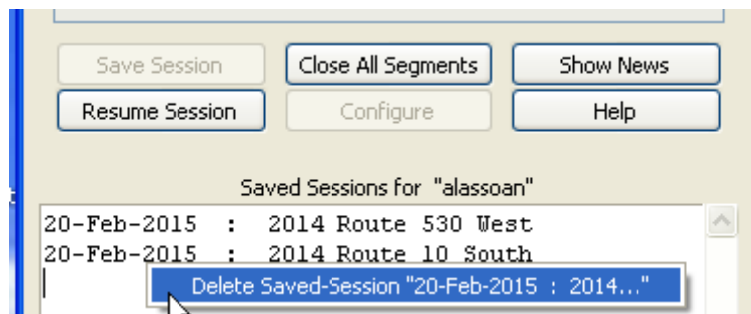 Save Session Close All Segments Show News
Resume Session Configure Help
Saved Sessions for "alassoan"
20-Feb-2015 : 2014 Route 530 West
20-Feb-2015 : 2014 Route 10 South
Delete Saved-Session "20-Feb-2015 : 2014..."